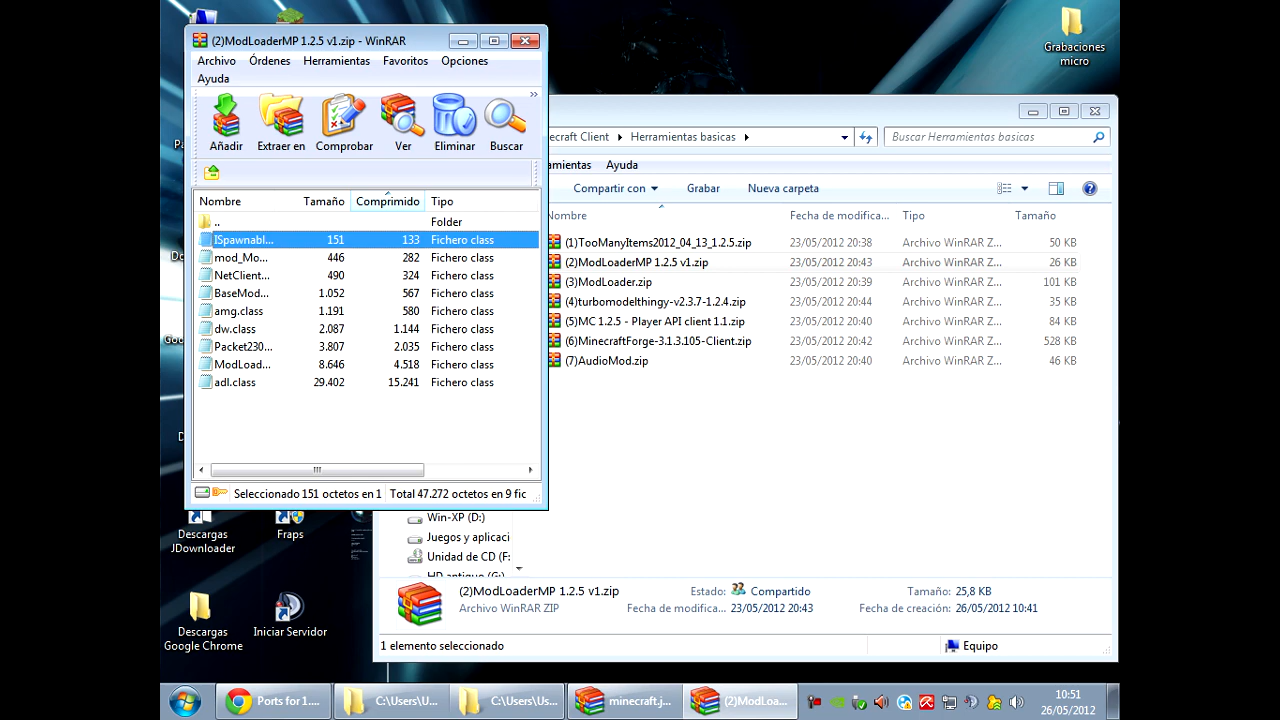 (2)ModLoaderMP 1.2.5 v1.zip - WinRAR
Archivo Órdenes Herramientas Favoritos Opciones
Ayuda
»
Añadir Extraer en Comprobar Ver Eliminar Buscar
Nombre Tamaño Comprimido Tipo
.. Folder
ISpawnabl... 151 133 Fichero class
mod_Mo... 446 282 Fichero class
NetClient... 490 324 Fichero class
BaseMod... 1.052 567 Fichero class
amg.class 1.191 580 Fichero class
dw.class 2.087 1.144 Fichero class
Packet230... 3.807 2.035 Fichero class
ModLoad... 8.646 4.518 Fichero class
adl.class 29.402 15.241 Fichero class
Seleccionado 151 octetos en 1 Total 47.272 octetos en 9 fic
Grabaciones
micro
ecraft Client Herramientas basicas
Buscar Herramientas basicas
amientas Ayuda
Compartir con Grabar Nueva carpeta
Nombre Fecha de modifica... Tipo Tamaño
(1)TooManyItems2012_04_13_1.2.5.zip 23/05/2012 20:38 Archivo WinRAR Z... 50 KB
(2)ModLoaderMP 1.2.5 v1.zip 23/05/2012 20:43 Archivo WinRAR Z... 26 KB
(3)ModLoader.zip 23/05/2012 20:39 Archivo WinRAR Z... 101 KB
(4)turbomodelthingy-v2.3.7-1.2.4.zip 23/05/2012 20:44 Archivo WinRAR Z... 35 KB
(5)MC 1.2.5 - Player API client 1.1.zip 23/05/2012 20:40 Archivo WinRAR Z... 84 KB
(6)MinecraftForge-3.1.3.105-Client.zip 23/05/2012 20:42 Archivo WinRAR Z... 528 KB
(7)AudioMod.zip 23/05/2012 20:40 Archivo WinRAR Z... 46 KB
Win-XP (D:)
Juegos y aplicaci
Unidad de CD (F:
HD antiguo (G:)
(2)ModLoaderMP 1.2.5 v1.zip Estado: Compartido Tamaño: 25,8 KB
Archivo WinRAR ZIP Fecha de modifica... 23/05/2012 20:43 Fecha de creación: 26/05/2012 10:41
1 elemento seleccionado Equipo
Descargas
JDownloader
Fraps
Descargas
Google Chrome
Iniciar Servidor
Ports for 1.... C:\Users\U... C:\Users\Us... minecraft.j... (2)ModLoa...
10:51
26/05/2012